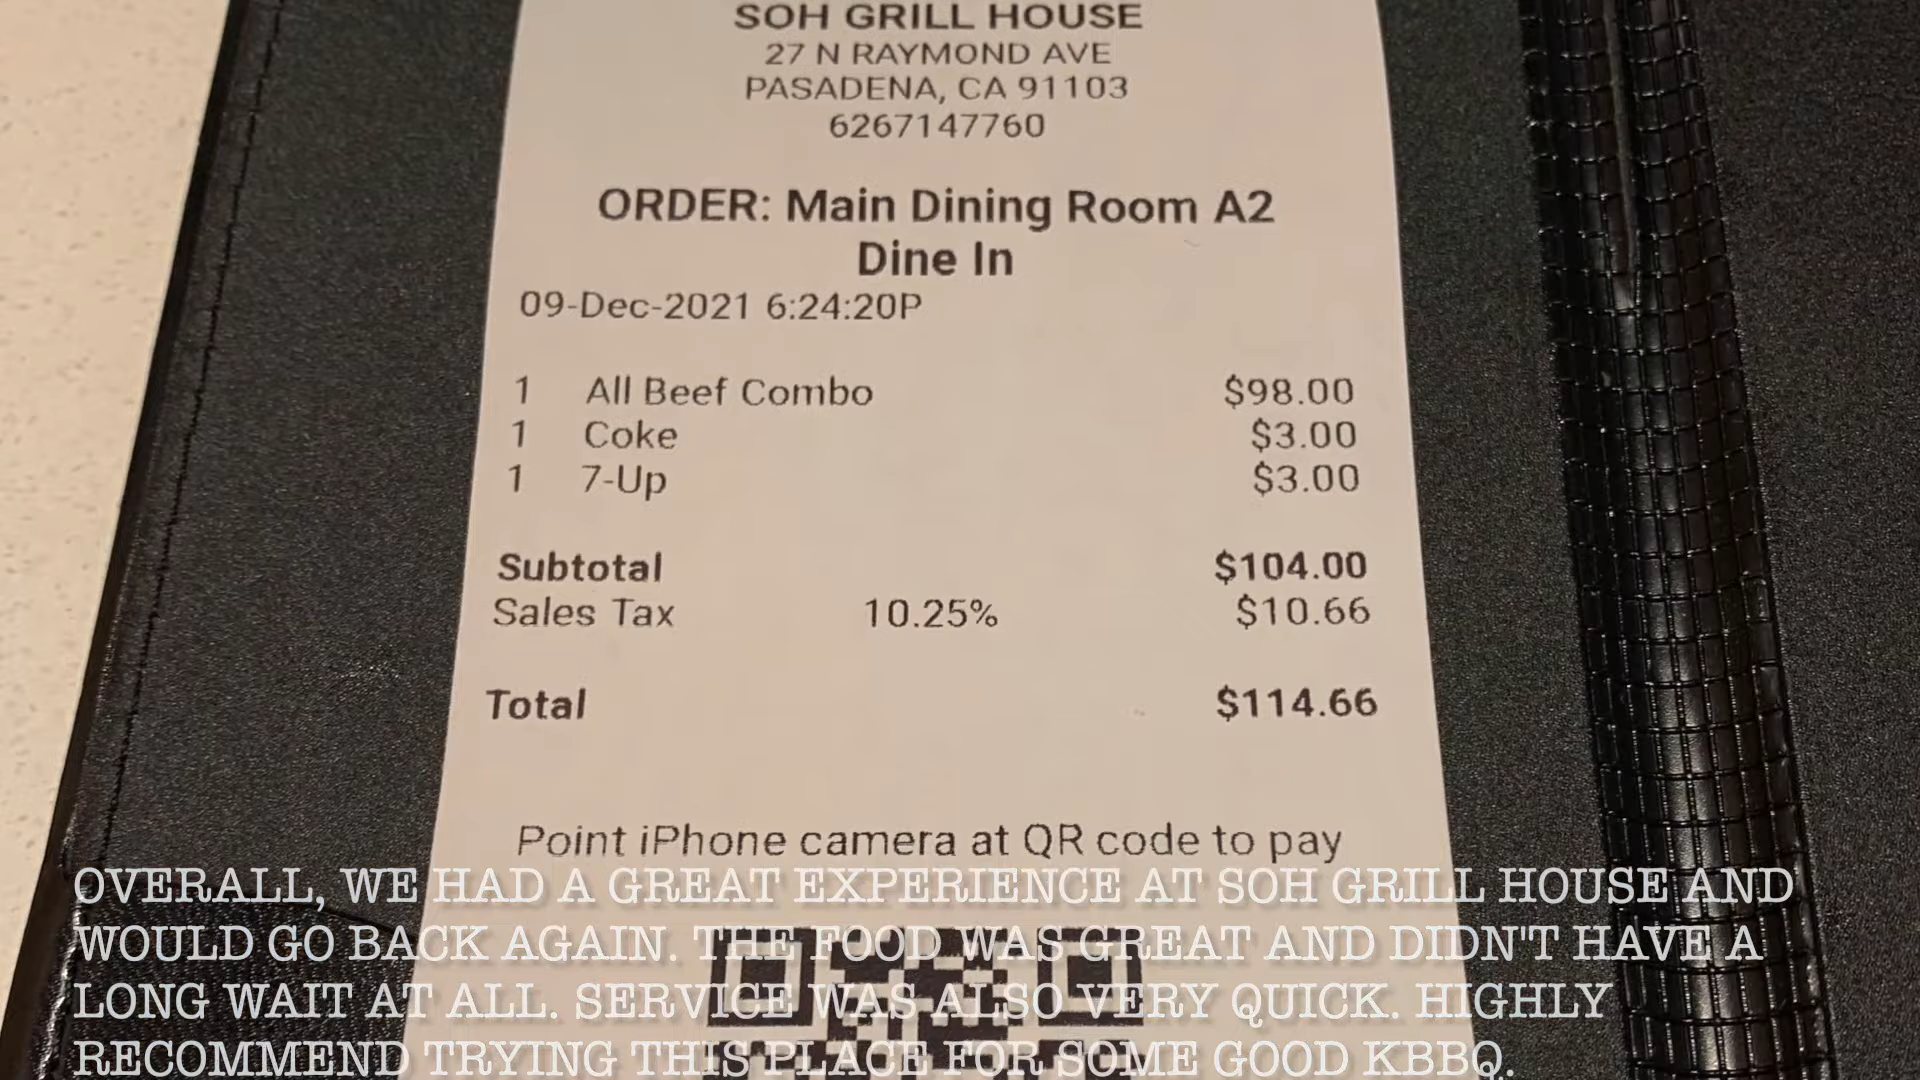 SOH GRILL HOUSE
27 N RAYMOND AVE
PASADENA, CA 91103
6267147760
ORDER: Main Dining Room A2
Dine In
09-Dec-2021 6:24:20P
1 All Beef Combo $98.00
1 Coke $3.00
1 7-Up $3.00
Subtotal $104.00
Sales Tax 10.25% $10.66
Total $114.66
Point iPhone camera at QR code to pay
OVERALL, WE HAD A GREAT EXPERIENCE AT SOH GRILL HOUSE AND
WOULD GO BACK AGAIN. THE FOOD WAS GREAT AND DIDN'T HAVE A
LONG WAIT AT ALL. SERVICE WAS ALSO VERY QUICK. HIGHLY
RECOMMEND TRYING THIS PLACE FOR SOME GOOD KBBQ.